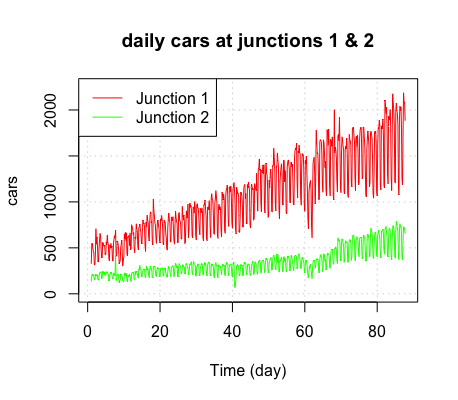 daily cars at junctions 1 & 2
Junction 1
Junction 2
cars
2000
1000
500
0
0 20 40 60 80
Time (day)